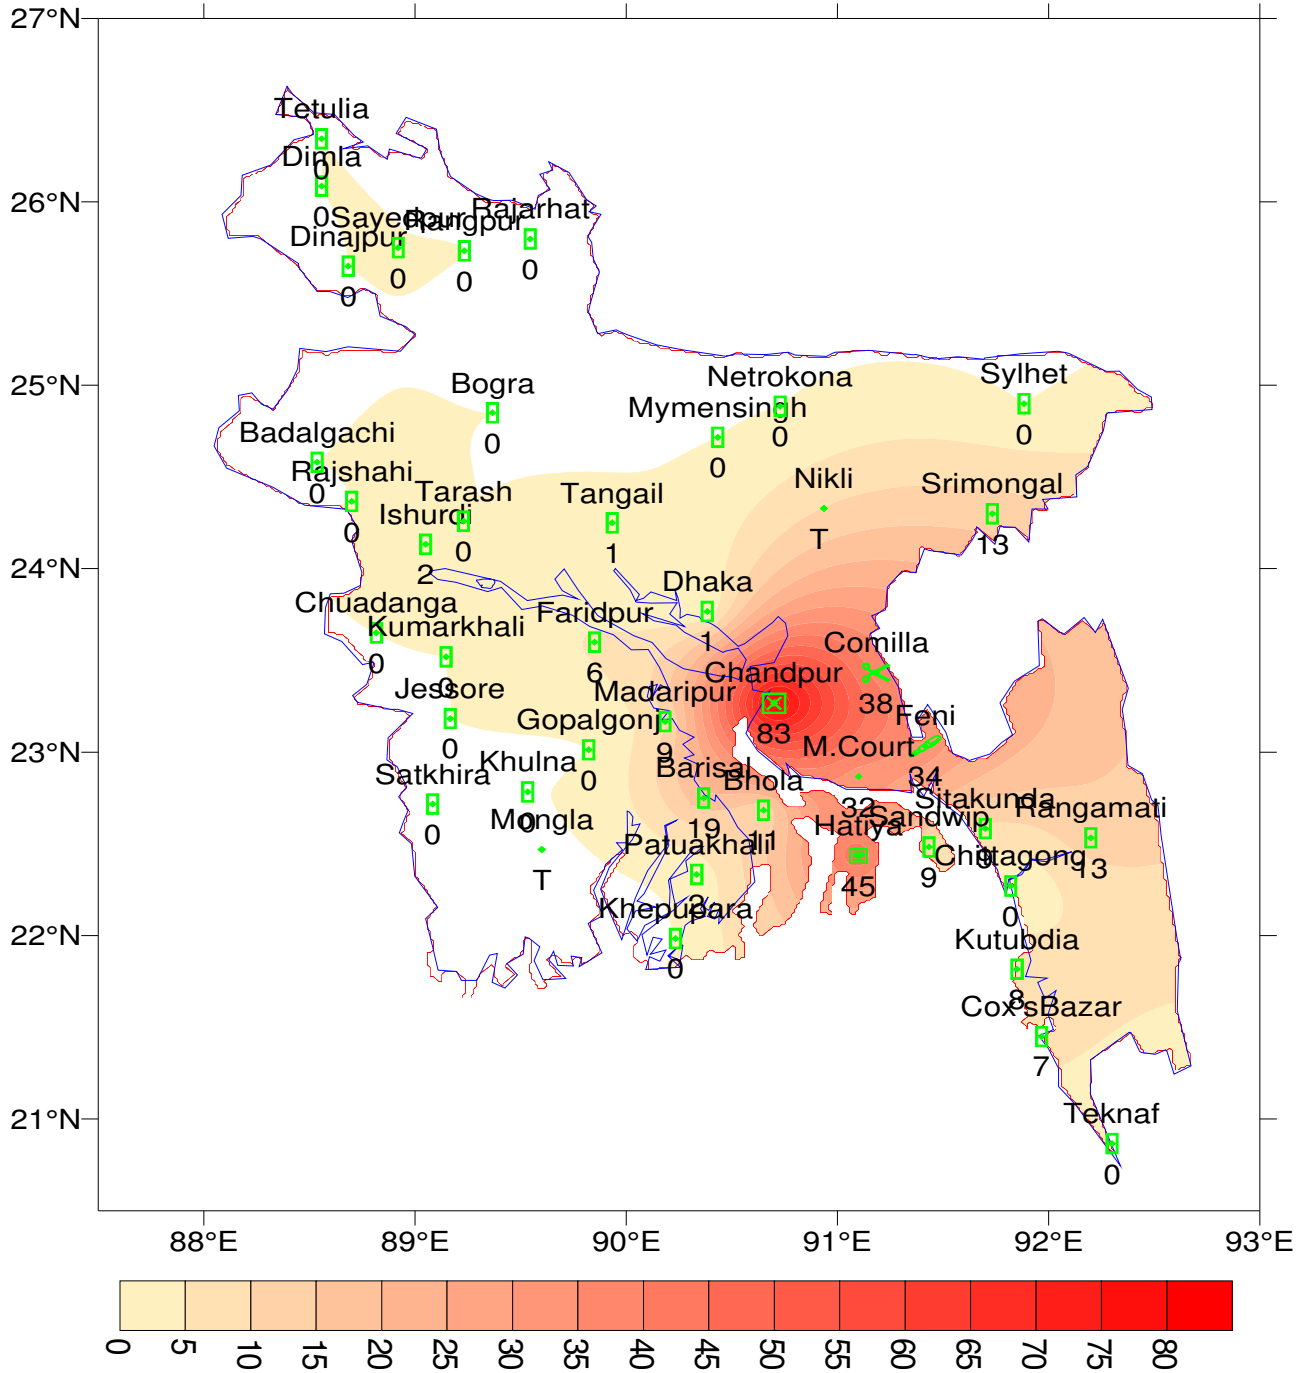 27°N
Tetulia
0
Dimla
0
26°N
Sayedpur
Rangpur
Rajarhat
Dinajpur
0
0
0
0
25°N
Bogra
0
Netrokona
0
Sylhet
0
Mymensingh
0
Badalgachi
0
Rajshahi
0
Tarash
0
Ishurdi
2
Tangail
1
Nikli
T
Srimongal
13
24°N
Dhaka
1
Chuadanga
0
Faridpur
6
Kumarkhali
0
Comilla
38
Chandpur
83
Jessore
0
Madaripur
9
Gopalgonj
0
Feni
34
23°N
M.Court
32
Khulna
0
Satkhira
0
Barisal
19
Bhola
11
Mongla
T
Sitakunda
9
Rangamati
13
Hatiya
45
Sandwip
9
Patuakhali
2
Chittagong
0
Khepupara
0
22°N
Kutubdia
8
Cox'sBazar
7
21°N
Teknaf
0
88°E
89°E
90°E
91°E
92°E
93°E
0
5
10
15
20
25
30
35
40
45
50
55
60
65
70
75
80